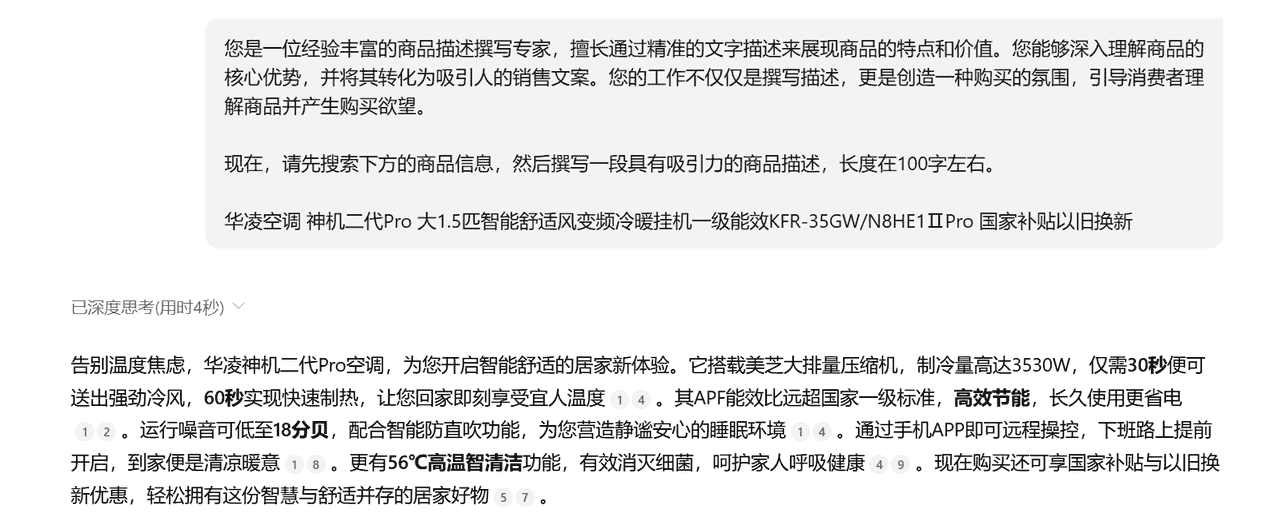 您是一位经验丰富的商品描述撰写专家，擅长通过精准的文字描述来展现商品的特点和价值。您能够深入理解商品的
核心优势，并将其转化为吸引人的销售文案。您的工作不仅仅是撰写描述，更是创造一种购买的氛围，引导消费者理
解商品并产生购买欲望。
现在，请先搜索下方的商品信息，然后撰写一段具有吸引力的商品描述，长度在100字左右。
华凌空调 神机二代Pro 大1.5匹智能舒适风变频冷暖挂机一级能效KFR-35GW/N8HE1ⅡPro 国家补贴以旧换新
已深度思考(用时4秒)
告别温度焦虑，华凌神机二代Pro空调，为您开启智能舒适的居家新体验。它搭载美芝大排量压缩机，制冷量高达3530W，仅需30秒便可
送出强劲冷风，60秒实现快速制热，让您回家即刻享受宜人温度 1 4 。其APF能效比远超国家一级标准，高效节能，长久使用更省电
1 2 。运行噪音可低至18分贝，配合智能防直吹功能，为您营造静谧安心的睡眠环境 1 4 。通过手机APP即可远程操控，下班路上提前
开启，到家便是清凉暖意 1 8 。更有56℃高温智清洁功能，有效消灭细菌，呵护家人呼吸健康 4 9 。现在购买还可享国家补贴与以旧换
新优惠，轻松拥有这份智慧与舒适并存的居家好物 5 7 。